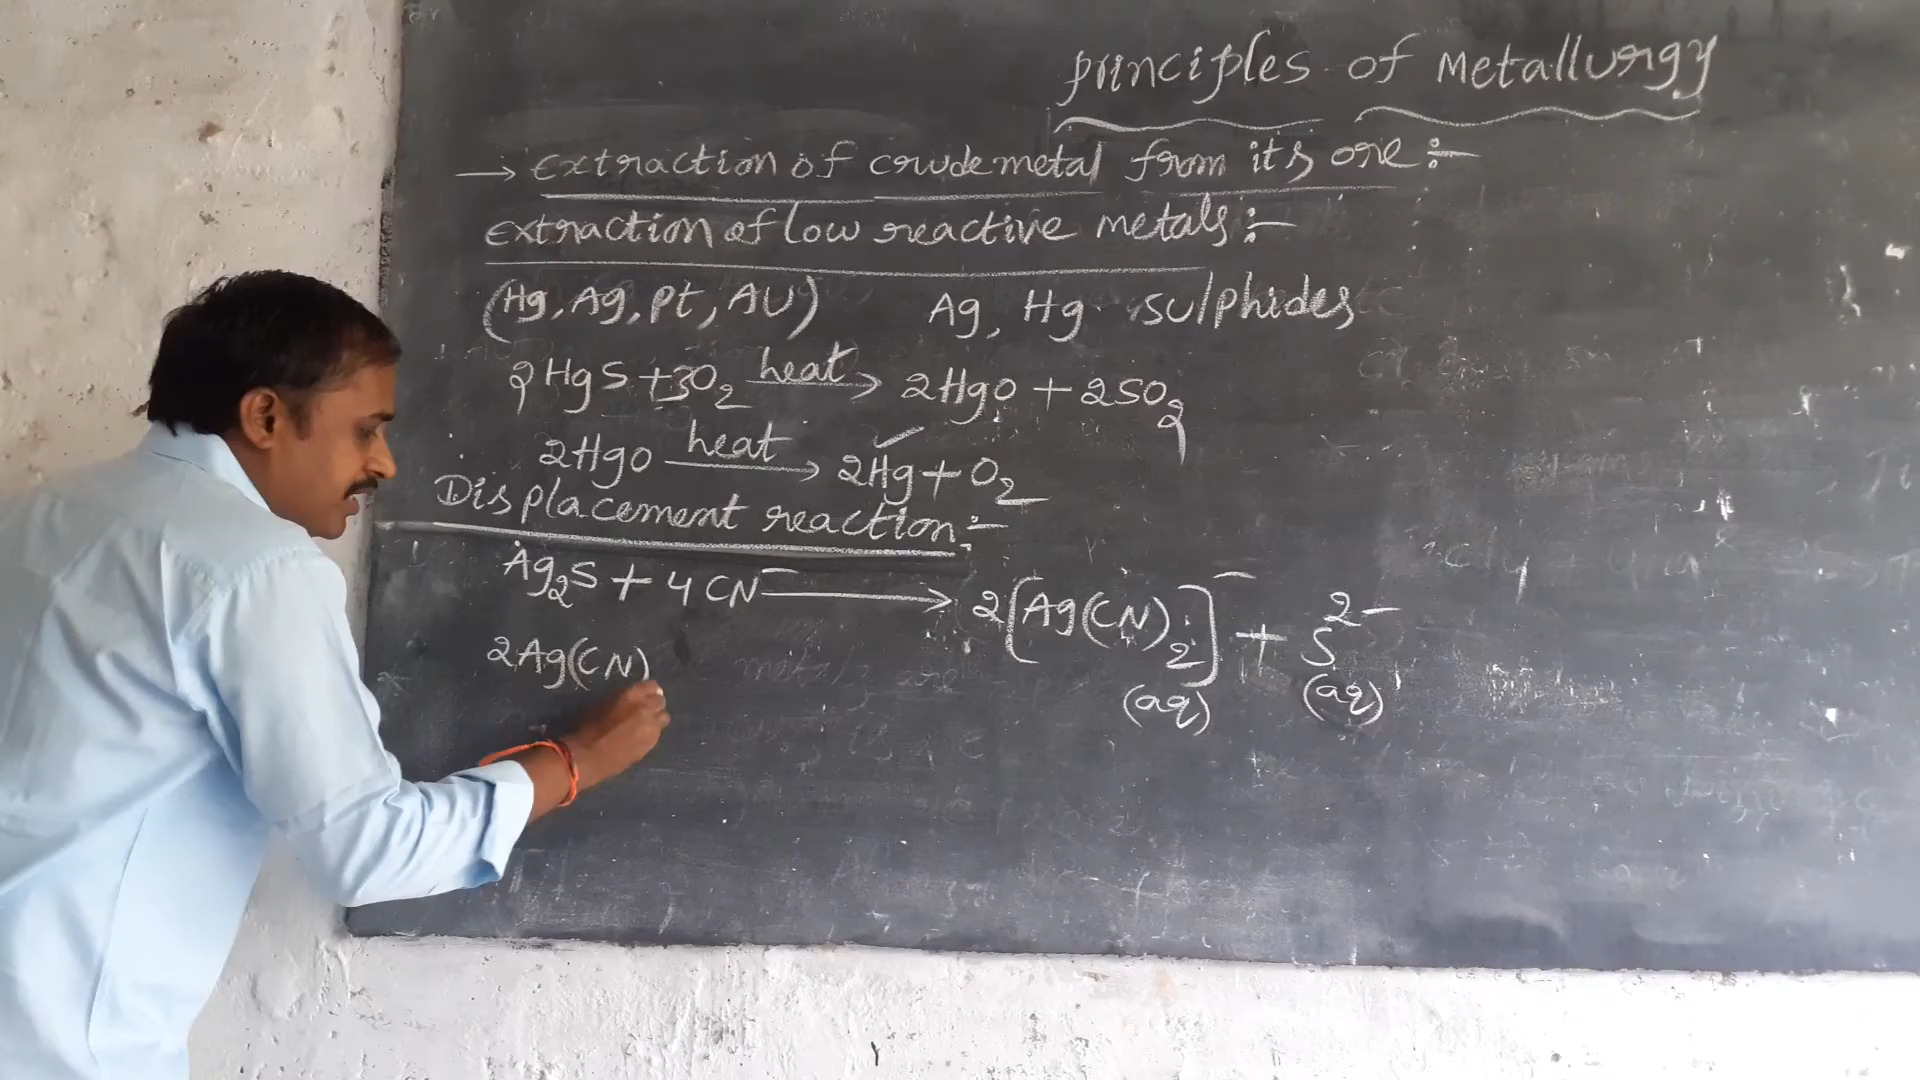 principles of Metallurgy
→ extraction of crude metal from its ore :-
extraction of low reactive metals :-
(Hg, Ag, Pt, AU) Ag, Hg sulphides
2HgS + 3O₂ heat → 2HgO + 2SO₂
2HgO heat → 2Hg + O₂
Displacement reaction :-
Ag₂S + 4CN⁻ → 2[Ag(CN)₂]⁻ + S²⁻
(aq) (aq)
2Ag(CN)